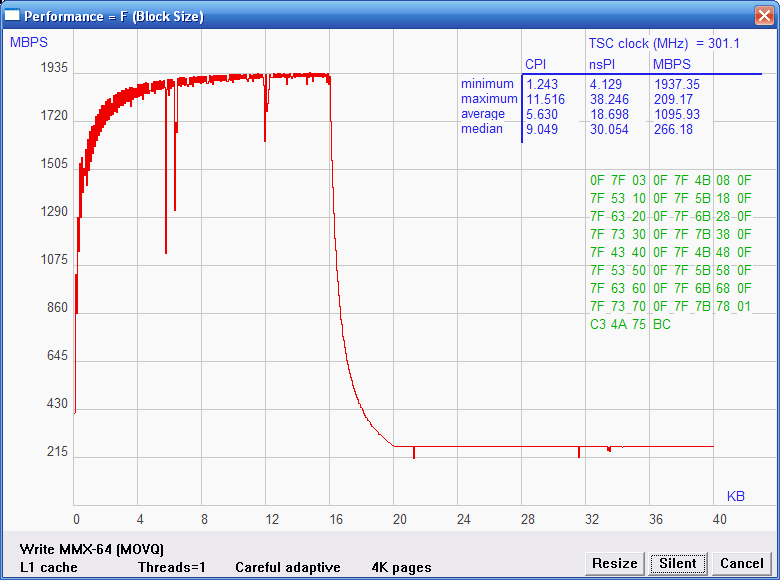 Performance = F (Block Size)
MBPS
TSC clock (MHz) = 301.1
CPI nsPI MBPS
minimum 1.243 4.129 1937.35
maximum 11.516 38.246 209.17
average 5.630 18.698 1095.93
median 9.049 30.054 266.18
1935
1720
1505
1290
1075
860
645
430
215
0F 7F 03 0F 7F 4B 08 0F
7F 53 10 0F 7F 5B 18 0F
7F 63 20 0F 7F 6B 28 0F
7F 73 30 0F 7F 7B 38 0F
7F 43 40 0F 7F 4B 48 0F
7F 53 50 0F 7F 5B 58 0F
7F 63 60 0F 7F 6B 68 0F
7F 73 70 0F 7F 7B 78 01
C3 4A 75 BC
KB
0 4 8 12 16 20 24 28 32 36 40
Write MMX-64 (MOVQ)
L1 cache Threads=1 Careful adaptive 4K pages
Resize Silent Cancel